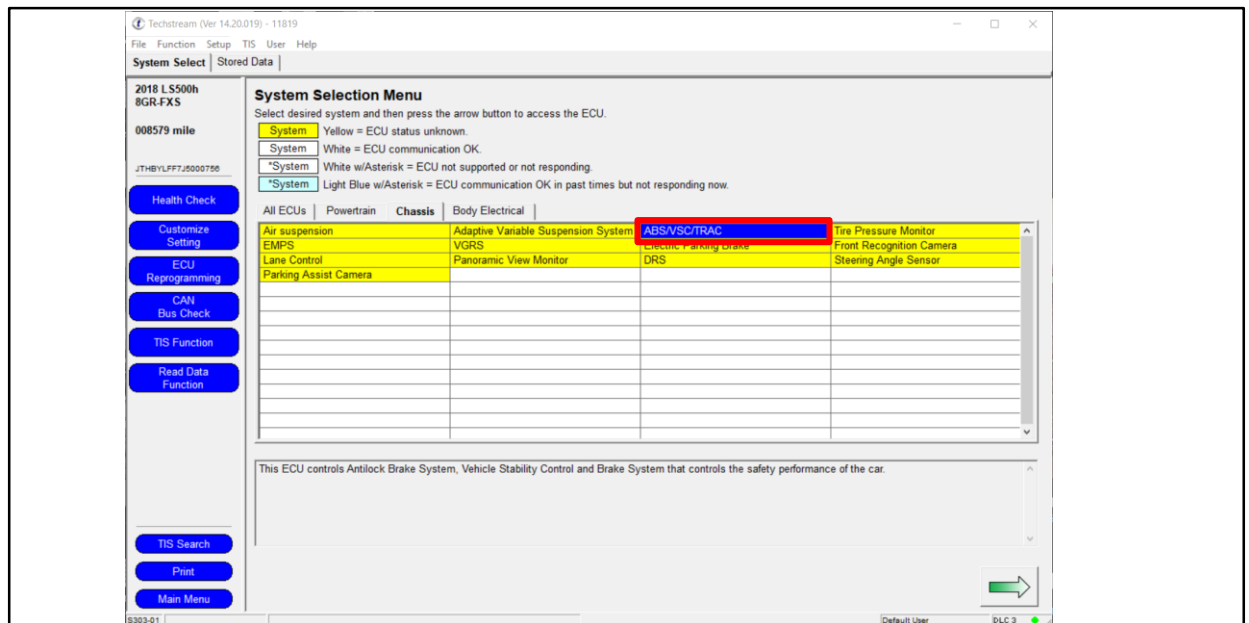 Techstream (Ver 14.20.019) - 11819
File Function Setup TIS User Help
System Select Stored Data
2018 LS500h
8GR-FXS
008579 mile
JTHBYLFF7J5000756
Health Check
Customize
Setting
ECU
Reprogramming
CAN
Bus Check
TIS Function
Read Data
Function
TIS Search
Print
Main Menu
System Selection Menu
Select desired system and then press the arrow button to access the ECU.
System Yellow = ECU status unknown.
System White = ECU communication OK.
*System White w/Asterisk = ECU not supported or not responding.
*System Light Blue w/Asterisk = ECU communication OK in past times but not responding now.
All ECUs Powertrain Chassis Body Electrical
Air suspension Adaptive Variable Suspension System ABS/VSC/TRAC Tire Pressure Monitor
EMPS VGRS Electric Parking Brake Front Recognition Camera
Lane Control Panoramic View Monitor DRS Steering Angle Sensor
Parking Assist Camera
This ECU controls Antilock Brake System, Vehicle Stability Control and Brake System that controls the safety performance of the car.
S303-01 Default User DLC 3